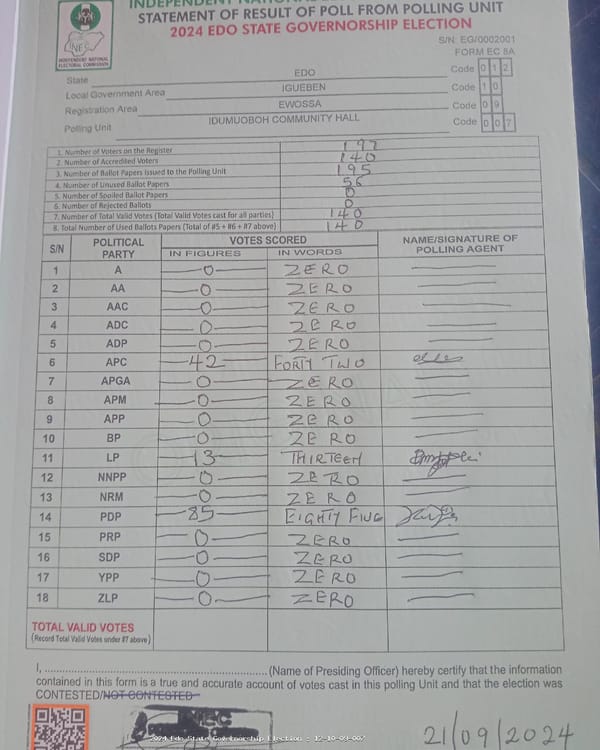 INDEPENDENT NATIONAL
STATEMENT OF RESULT OF POLL FROM POLLING UNIT
2024 EDO STATE GOVERNORSHIP ELECTION
INEC
INDEPENDENT NATIONAL
ELECTORAL COMMISSION
S/N: EG/0002001
FORM EC 8A
State EDO Code 0 1 2
Local Government Area IGUEBEN Code 1 0
Registration Area EWOSSA Code 0 9
Polling Unit IDUMUOBOH COMMUNITY HALL Code 0 0 7
1. Number of Voters on the Register 197
2. Number of Accredited Voters 140
3. Number of Ballot Papers Issued to the Polling Unit 195
4. Number of Unused Ballot Papers 56
5. Number of Spoiled Ballot Papers 0
6. Number of Rejected Ballots 0
7. Number of Total Valid Votes (Total Valid Votes cast for all parties) 140
8. Total Number of Used Ballots Papers (Total of #5 + #6 + #7 above) 140
S/N POLITICAL PARTY VOTES SCORED NAME/SIGNATURE OF POLLING AGENT
IN FIGURES IN WORDS
1 A 0 ZERO
2 AA 0 ZERO
3 AAC 0 ZERO
4 ADC 0 ZERO
5 ADP 0 ZERO
6 APC 42 FORTY TWO
7 APGA 0 ZERO
8 APM 0 ZERO
9 APP 0 ZERO
10 BP 0 ZERO
11 LP 13 THIRTEEN
12 NNPP 0 ZERO
13 NRM 0 ZERO
14 PDP 85 EIGHTY FIVE
15 PRP 0 ZERO
16 SDP 0 ZERO
17 YPP 0 ZERO
18 ZLP 0 ZERO
TOTAL VALID VOTES
(Record Total Valid Votes under #7 above)
I, ........................ (Name of Presiding Officer) hereby certify that the information
contained in this form is a true and accurate account of votes cast in this polling Unit and that the election was
CONTESTED/NOT CONTESTED
INEC
2024 Edo State Governorship Election : 12-10-09-007
21/09/2024